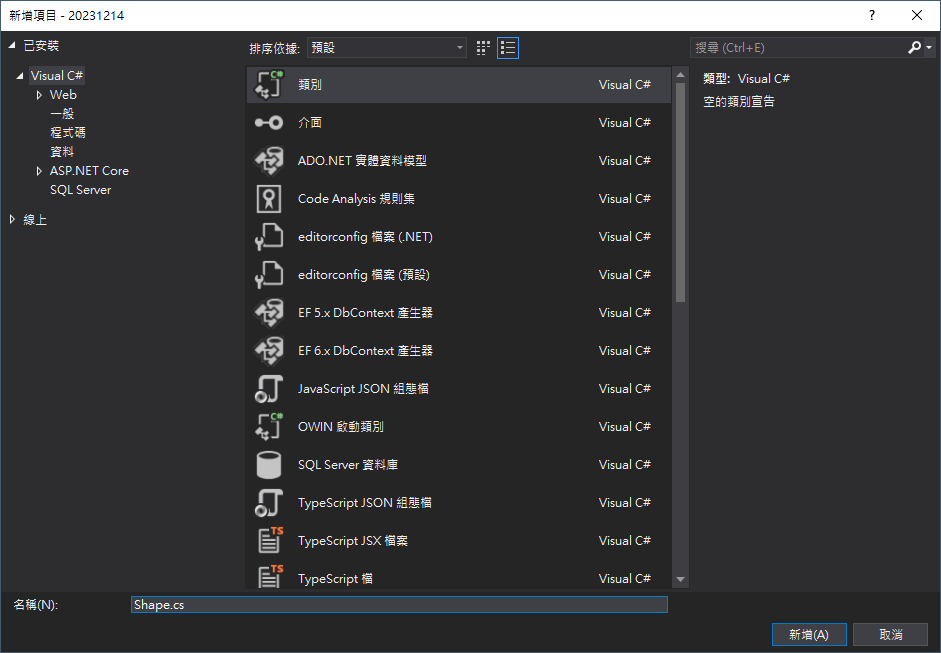 新增項目 - 20231214
?
已安裝
Visual C#
Web
一般
程式碼
資料
ASP.NET Core
SQL Server
線上
排序依據: 預設
類別 Visual C#
介面 Visual C#
ADO.NET 實體資料模型 Visual C#
Code Analysis 規則集 Visual C#
editorconfig 檔案 (.NET) Visual C#
editorconfig 檔案 (預設) Visual C#
EF 5.x DbContext 產生器 Visual C#
EF 6.x DbContext 產生器 Visual C#
JavaScript JSON 組態檔 Visual C#
OWIN 啟動類別 Visual C#
SQL Server 資料庫 Visual C#
TypeScript JSON 組態檔 Visual C#
TS TypeScript JSX 檔案 Visual C#
TS TypeScript 檔 Visual C#
搜尋 (Ctrl+E)
類型: Visual C#
空的類別宣告
名稱(N): Shape.cs
新增(A) 取消